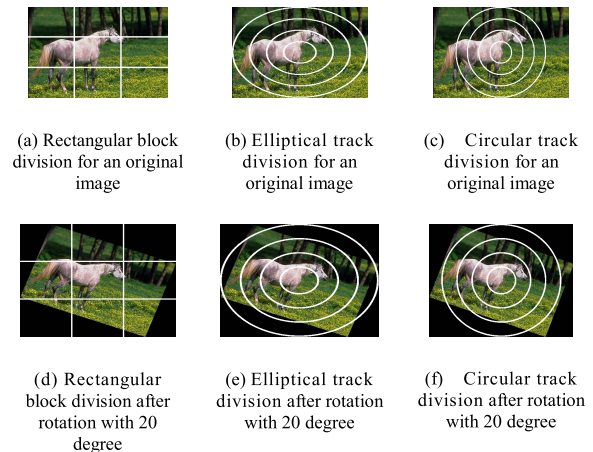 (a) Rectangular block
division for an original
image
(b) Elliptical track
division for an
original image
(c) Circular track
division for an
original image
(d) Rectangular
block division after
rotation with 20
degree
(e) Elliptical track
division after rotation
with 20 degree
(f) Circular track
division after rotation
with 20 degree